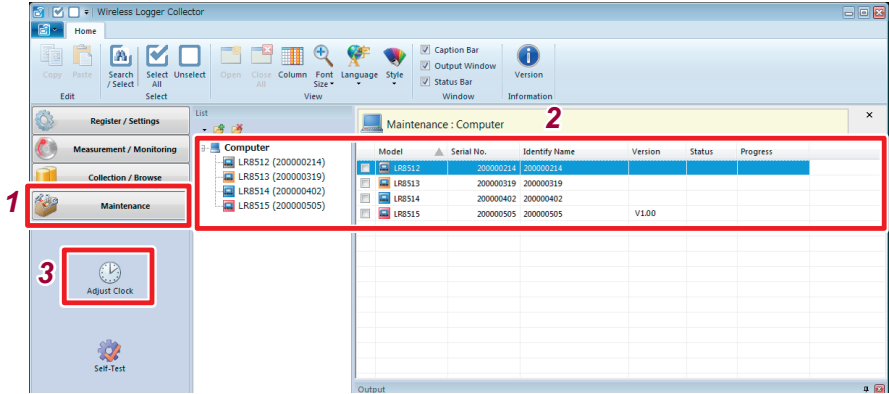 Wireless Logger Collector
Home
Copy Paste Search / Select Select All Unselect Open Close All Column Font Size Language Style Caption Bar Output Window Status Bar Version
Edit Select View Window Information
Register / Settings
Measurement / Monitoring
Collection / Browse
1 Maintenance
3 Adjust Clock
Self-Test
List
Computer
LR8512 (200000214)
LR8513 (200000319)
LR8514 (200000402)
LR8515 (200000505)
Maintenance : Computer 2 ×
Model Serial No. Identify Name Version Status Progress
LR8512 200000214 200000214
LR8513 200000319 200000319
LR8514 200000402 200000402
LR8515 200000505 200000505 V1.00
Output